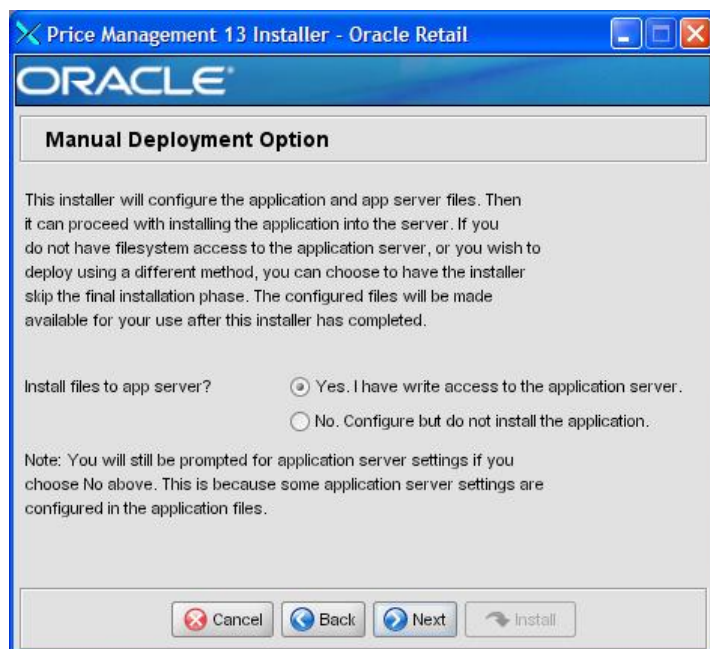 Price Management 13 Installer - Oracle Retail
ORACLE
Manual Deployment Option
This installer will configure the application and app server files. Then
it can proceed with installing the application into the server. If you
do not have filesystem access to the application server, or you wish to
deploy using a different method, you can choose to have the installer
skip the final installation phase. The configured files will be made
available for your use after this installer has completed.
Install files to app server?
Yes. I have write access to the application server.
No. Configure but do not install the application.
Note: You will still be prompted for application server settings if you
choose No above. This is because some application server settings are
configured in the application files.
Cancel
Back
Next
Install